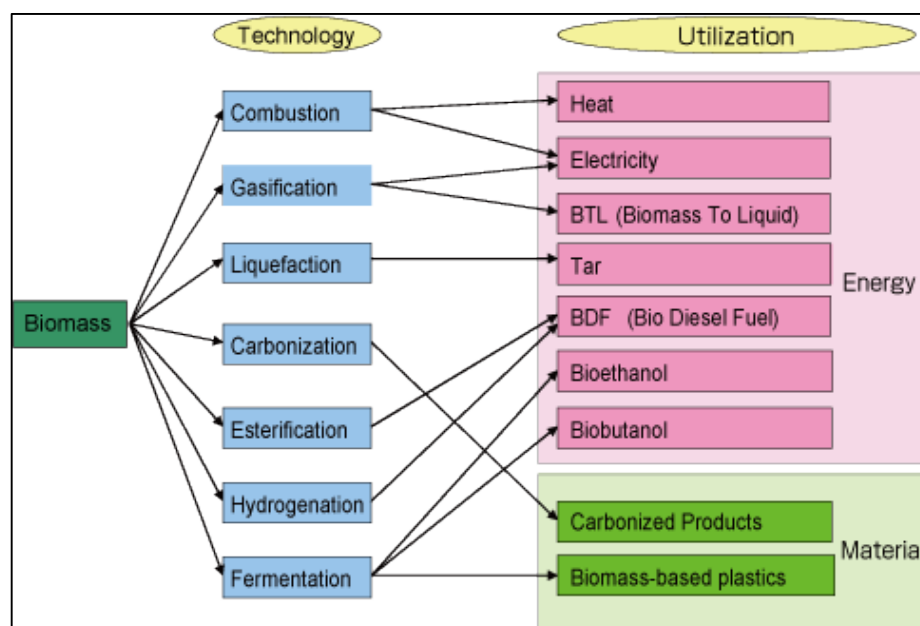 Technology
Utilization
Biomass
Combustion
Gasification
Liquefaction
Carbonization
Esterification
Hydrogenation
Fermentation
Heat
Electricity
BTL (Biomass To Liquid)
Tar
BDF (Bio Diesel Fuel)
Bioethanol
Biobutanol
Energy
Carbonized Products
Biomass-based plastics
Materia